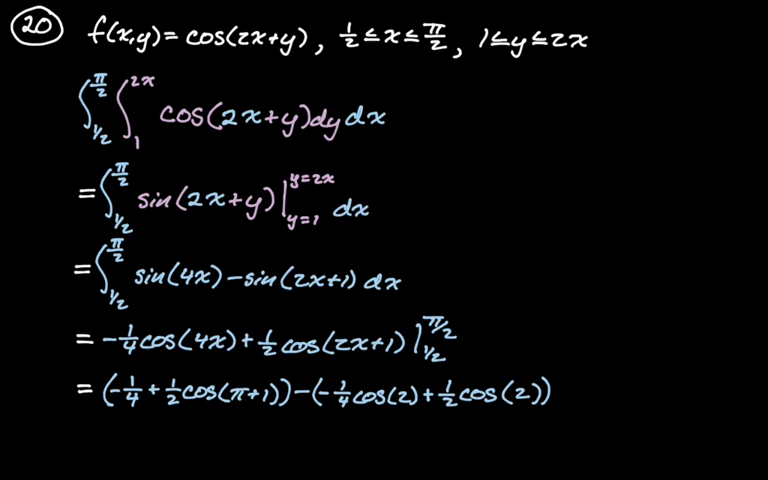 20 f(x,y) = cos(2x+y), 1/2 ≤ x ≤ π/2, 1 ≤ y ≤ 2x
∫_{1/2}^{π/2} ∫_1^{2x} cos(2x+y) dy dx
= ∫_{1/2}^{π/2} sin(2x+y) |_{y=1}^{y=2x} dx
= ∫_{1/2}^{π/2} sin(4x) - sin(2x+1) dx
= -1/4 cos(4x) + 1/2 cos(2x+1) |_{1/2}^{π/2}
= (-1/4 + 1/2 cos(π+1)) - (-1/4 cos(2) + 1/2 cos(2))